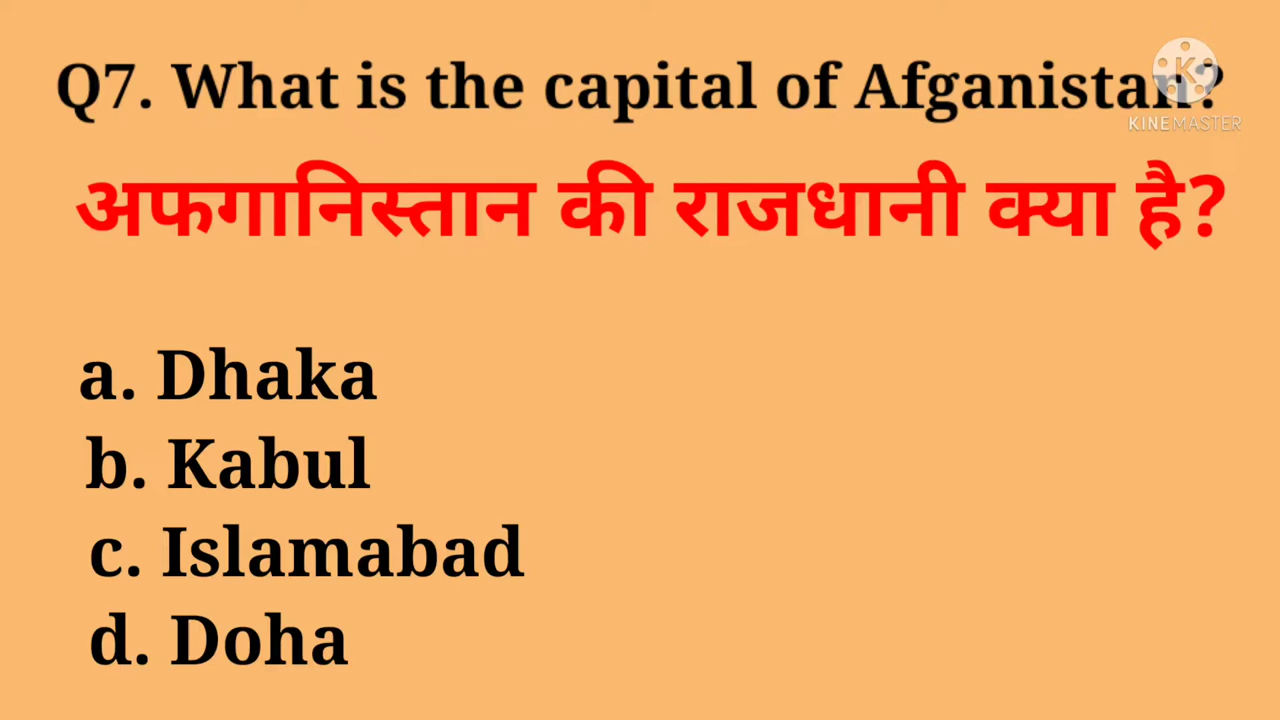 Q7. What is the capital of Afganistan?
KINEMASTER
अफगानिस्तान की राजधानी क्या है?
a. Dhaka
b. Kabul
c. Islamabad
d. Doha